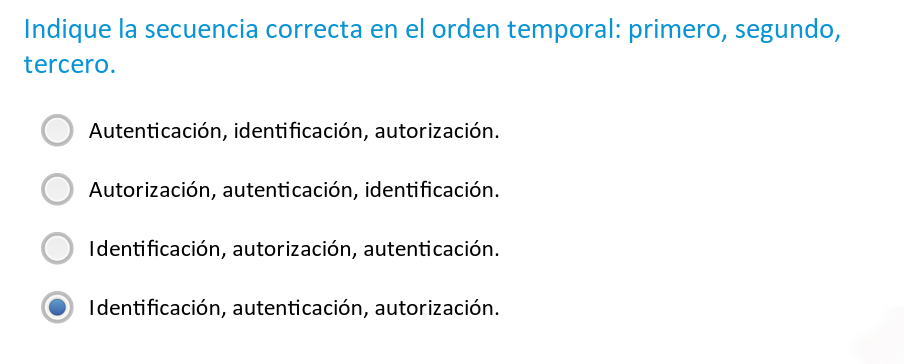 Indique la secuencia correcta en el orden temporal: primero, segundo,
tercero.
Autenticación, identificación, autorización.
Autorización, autenticación, identificación.
Identificación, autorización, autenticación.
Identificación, autenticación, autorización.